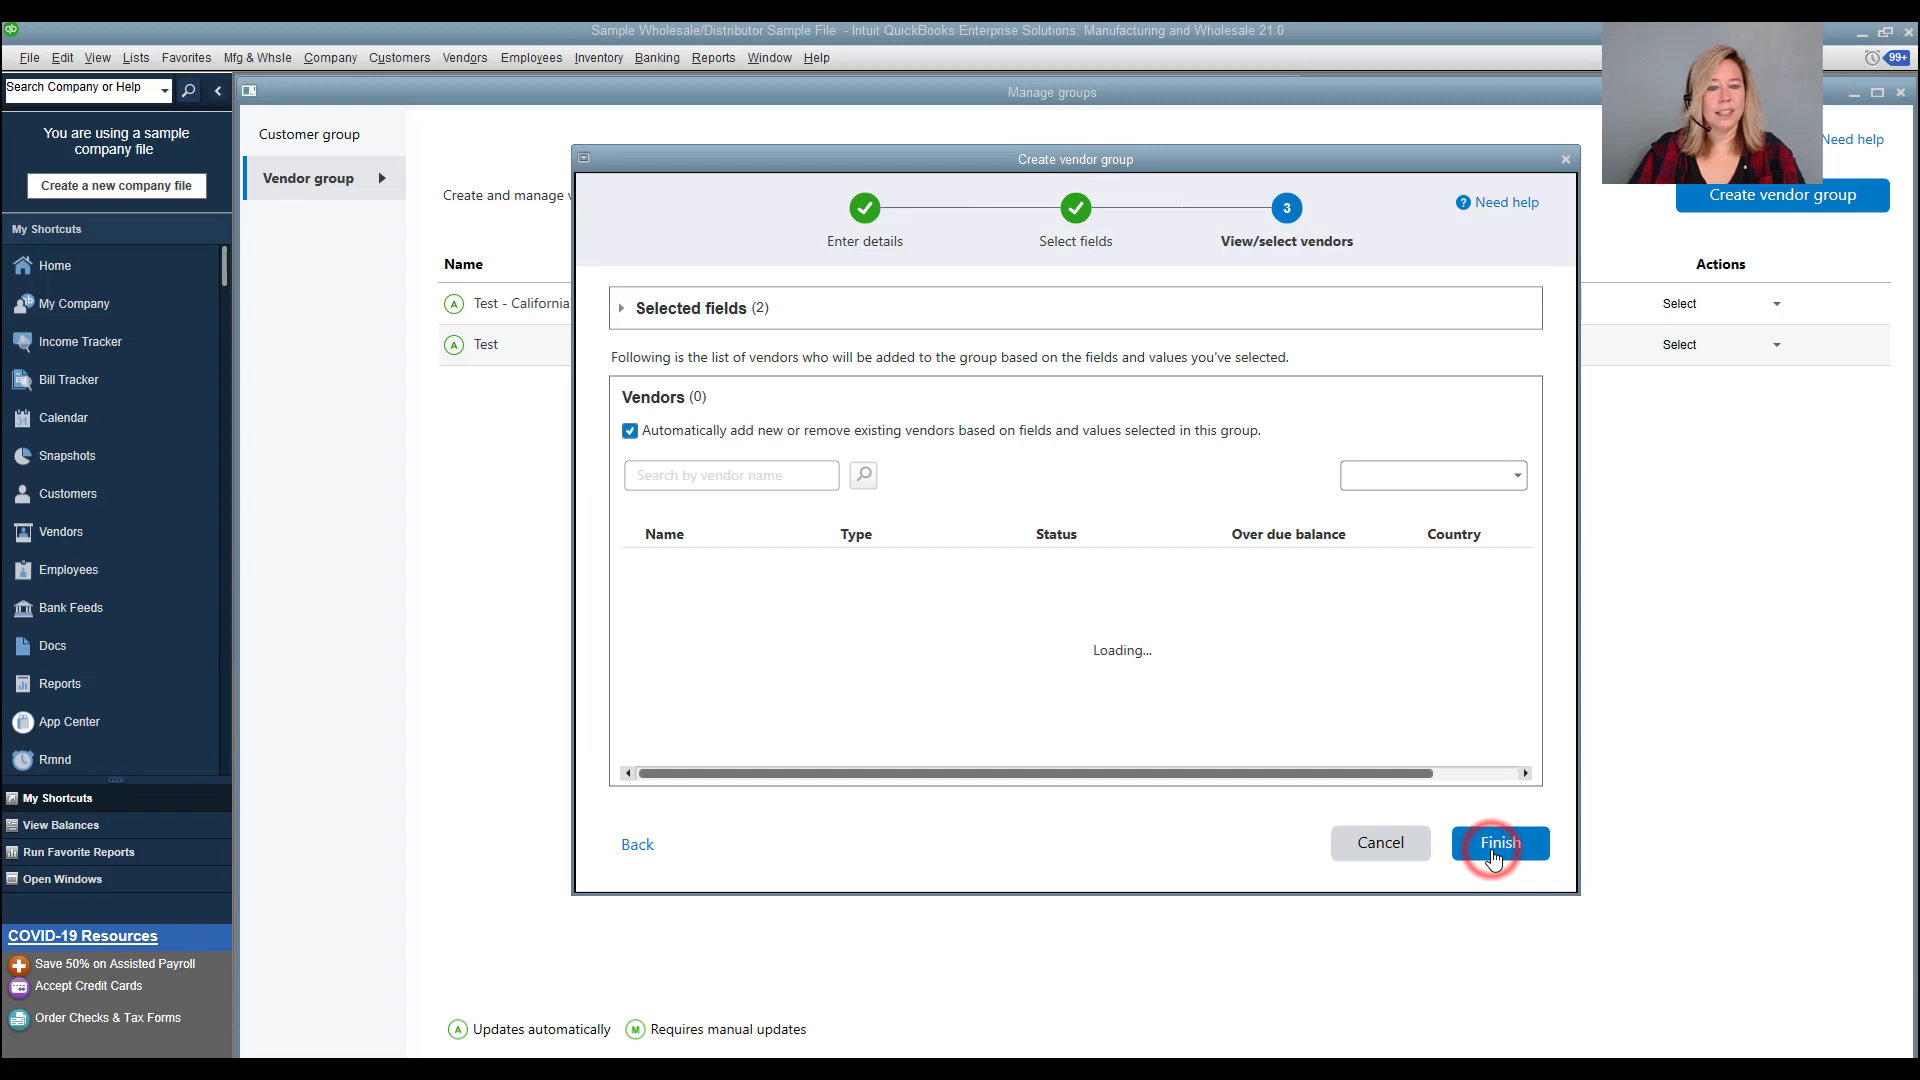 qb
Sample Wholesale/Distributor Sample File - Intuit QuickBooks Enterprise Solutions: Manufacturing and Wholesale 21.0
File Edit View Lists Favorites Mfg & Whsle Company Customers Vendors Employees Inventory Banking Reports Window Help
99+
Search Company or Help
Manage groups
You are using a sample
company file
Create a new company file
My Shortcuts
Home
My Company
Income Tracker
Bill Tracker
Calendar
Snapshots
Customers
Vendors
Employees
Bank Feeds
Docs
Reports
App Center
Rmnd
My Shortcuts
View Balances
Run Favorite Reports
Open Windows
COVID-19 Resources
Save 50% on Assisted Payroll
Accept Credit Cards
Order Checks & Tax Forms
Customer group
Vendor group
Need help
Create and manage v
Create vendor group
Name
Actions
A Test - California
Select
A Test
Select
Create vendor group
3
? Need help
Enter details
Select fields
View/select vendors
Selected fields (2)
Following is the list of vendors who will be added to the group based on the fields and values you've selected.
Vendors (0)
Automatically add new or remove existing vendors based on fields and values selected in this group.
Search by vendor name
Name Type Status Over due balance Country
Loading...
Back
Cancel
Finish
A Updates automatically M Requires manual updates